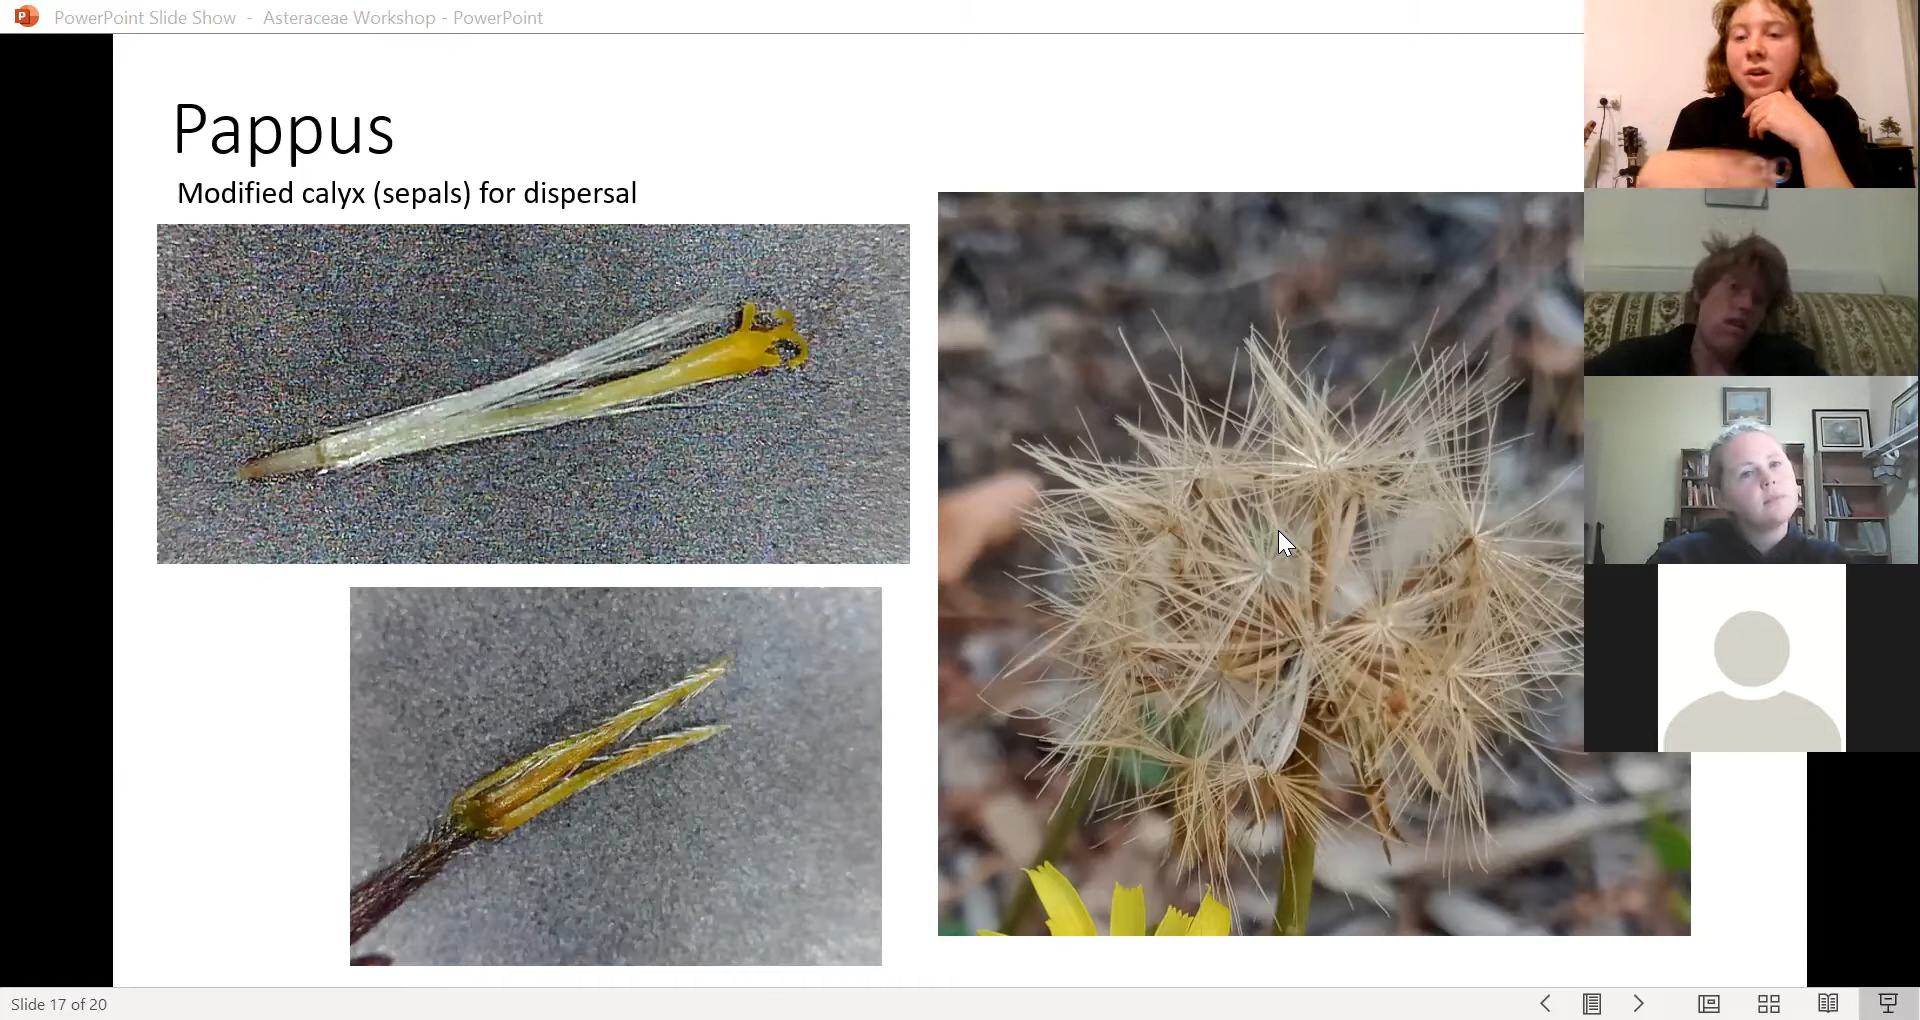 PowerPoint Slide Show - Asteraceae Workshop - PowerPoint
Pappus
Modified calyx (sepals) for dispersal
Slide 17 of 20